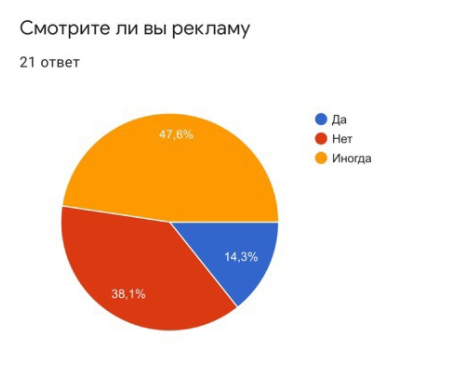 Смотрите ли вы рекламу
21 ответ
Да
Нет
Иногда
47,6%
14,3%
38,1%